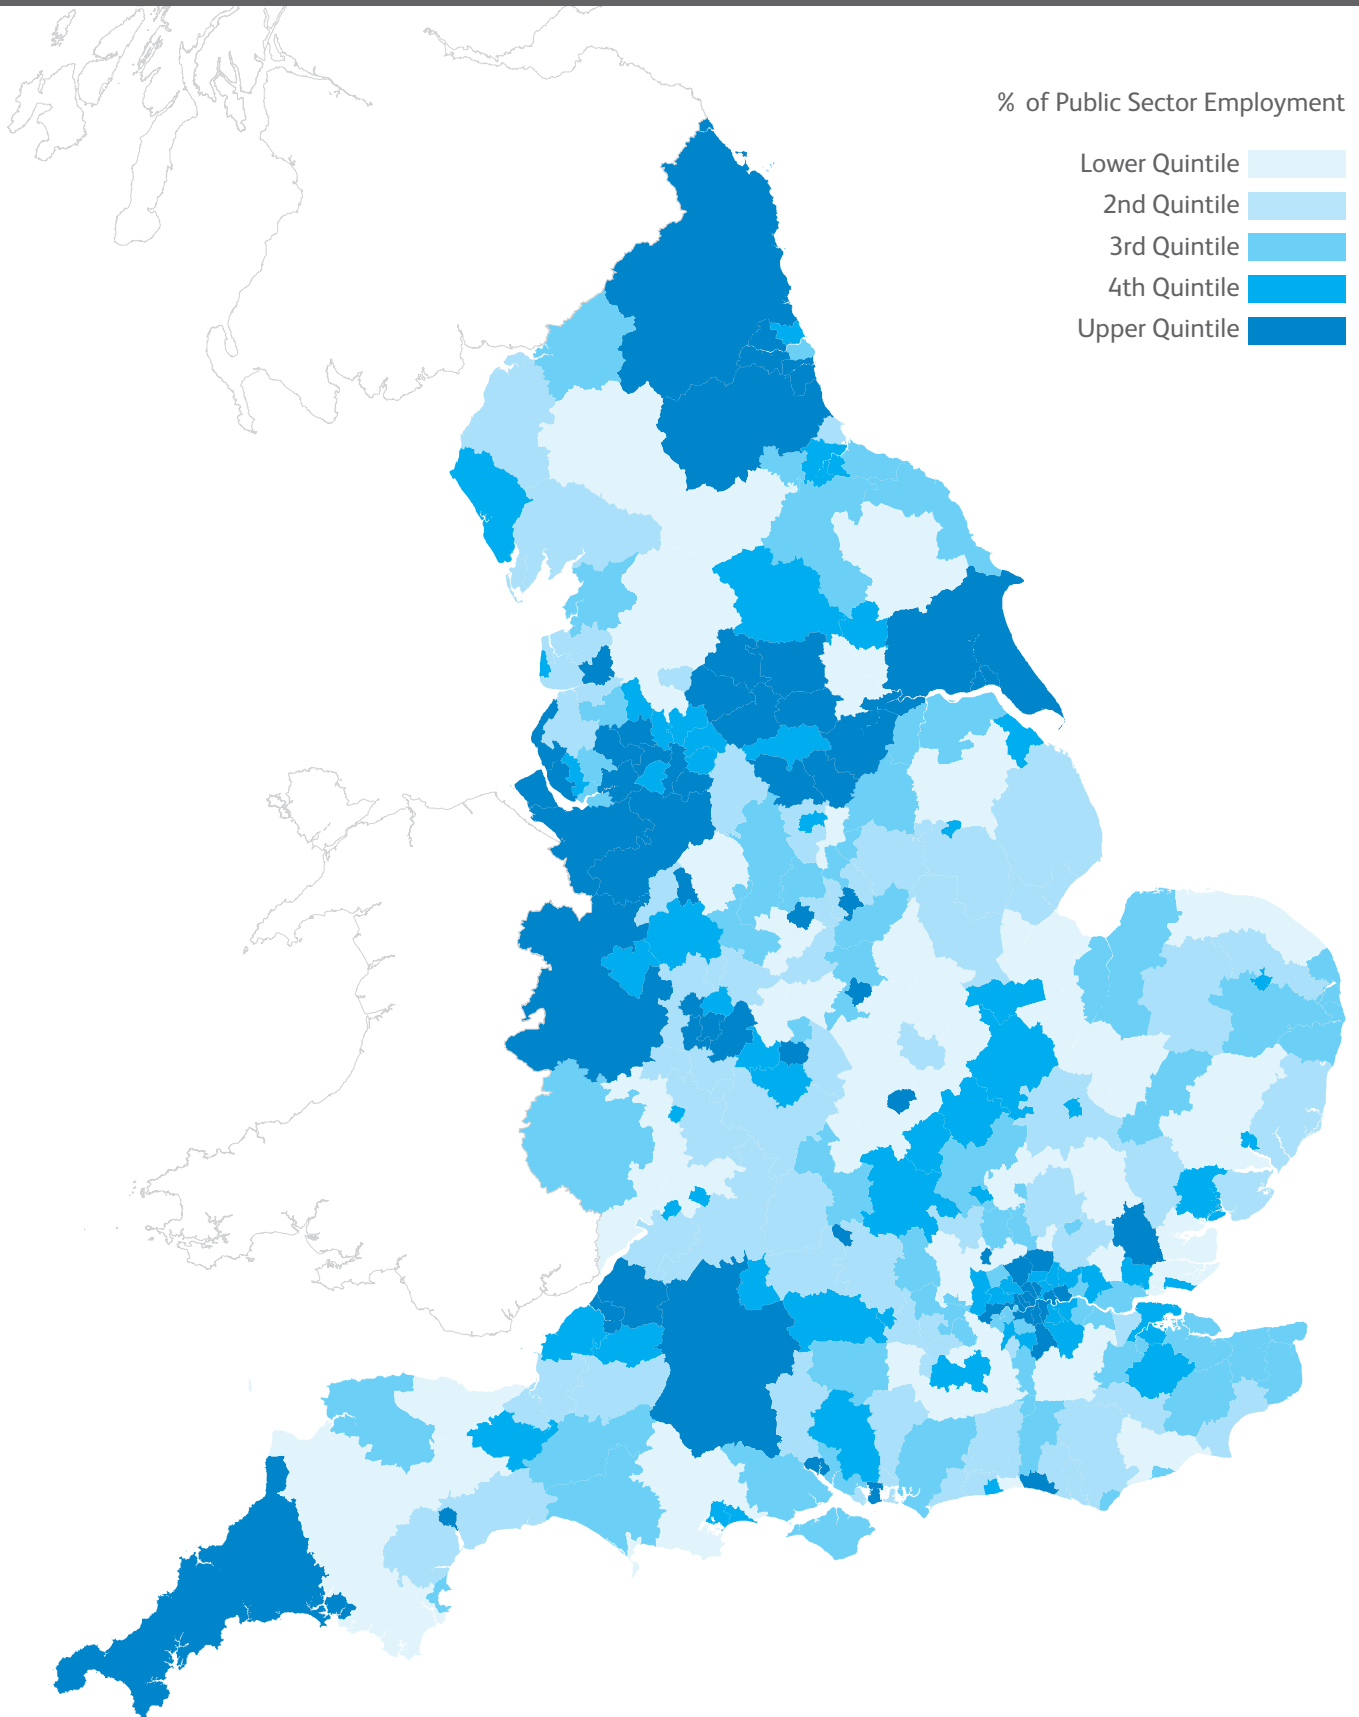 % of Public Sector Employment
Lower Quintile
2nd Quintile
3rd Quintile
4th Quintile
Upper Quintile